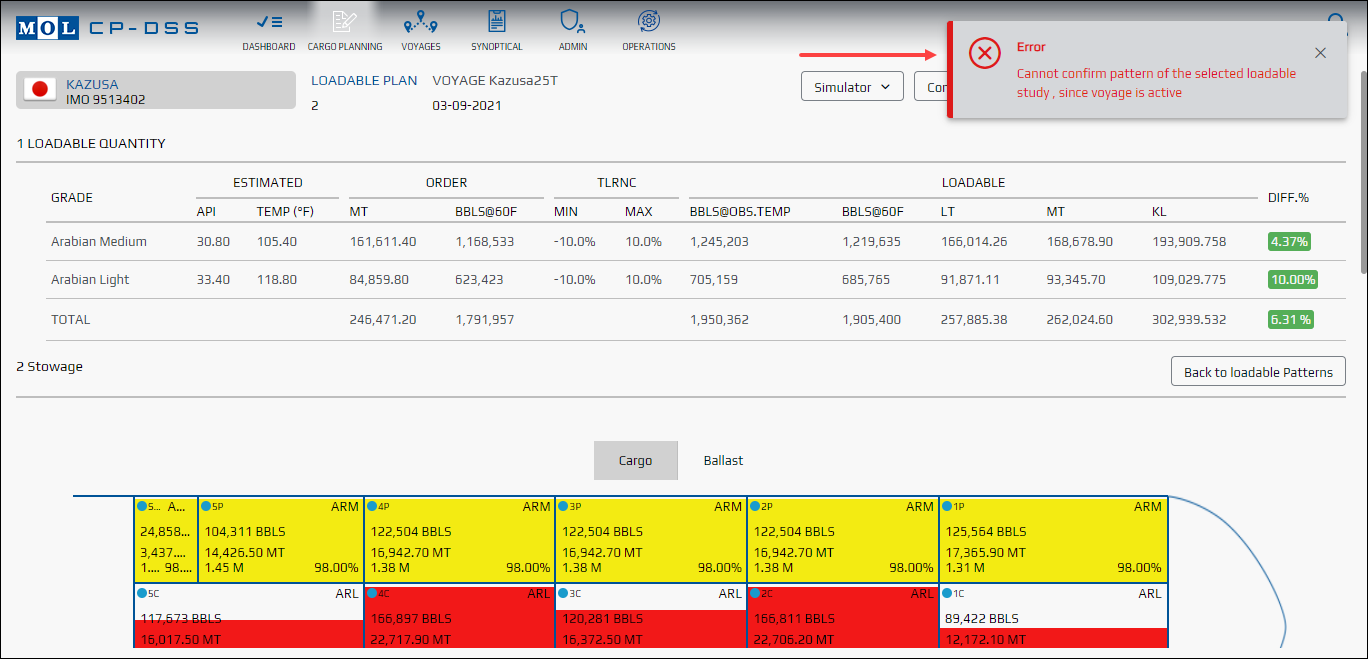 MOL CP-DSS
DASHBOARD CARGO PLANNING VOYAGES SYNOPTICAL ADMIN OPERATIONS
Error
Cannot confirm pattern of the selected loadable
study , since voyage is active
KAZUSA
IMO 9513402
LOADABLE PLAN VOYAGE Kazusa25T
2 03-09-2021
Simulator
Con
1 LOADABLE QUANTITY
GRADE ESTIMATED ORDER TLRNC LOADABLE DIFF.%
API TEMP (°F) MT BBLS@60F MIN MAX BBLS@OBS.TEMP BBLS@60F LT MT KL
Arabian Medium 30.80 105.40 161,611.40 1,168,533 -10.0% 10.0% 1,245,203 1,219,635 166,014.26 168,678.90 193,909.758 4.37%
Arabian Light 33.40 118.80 84,859.80 623,423 -10.0% 10.0% 705,159 685,765 91,871.11 93,345.70 109,029.775 10.00%
TOTAL 246,471.20 1,791,957 1,950,362 1,905,400 257,885.38 262,024.60 302,939.532 6.31 %
2 Stowage
Back to loadable Patterns
Cargo Ballast
5... A... 5P ARM 4P ARM 3P ARM 2P ARM 1P ARM
24,858... 104,311 BBLS 122,504 BBLS 122,504 BBLS 122,504 BBLS 125,564 BBLS
3,437.... 14,426.50 MT 16,942.70 MT 16,942.70 MT 16,942.70 MT 17,365.90 MT
1.... 98.... 1.45 M 98.00% 1.38 M 98.00% 1.38 M 98.00% 1.38 M 98.00% 1.31 M 98.00%
5C ARL 4C ARL 3C ARL 2C ARL 1C ARL
117,673 BBLS 166,897 BBLS 120,281 BBLS 166,811 BBLS 89,422 BBLS
16,017.50 MT 22,717.90 MT 16,372.50 MT 22,706.20 MT 12,172.10 MT